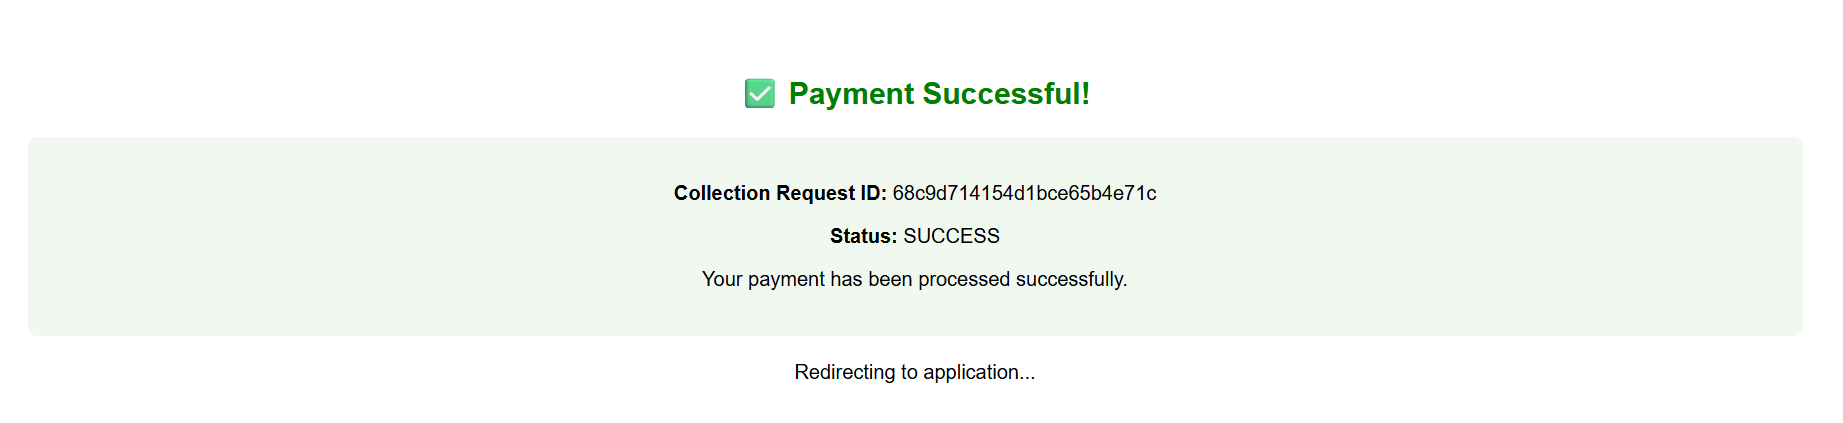 ✅ Payment Successful!
Collection Request ID: 68c9d714154d1bce65b4e71c
Status: SUCCESS
Your payment has been processed successfully.
Redirecting to application...